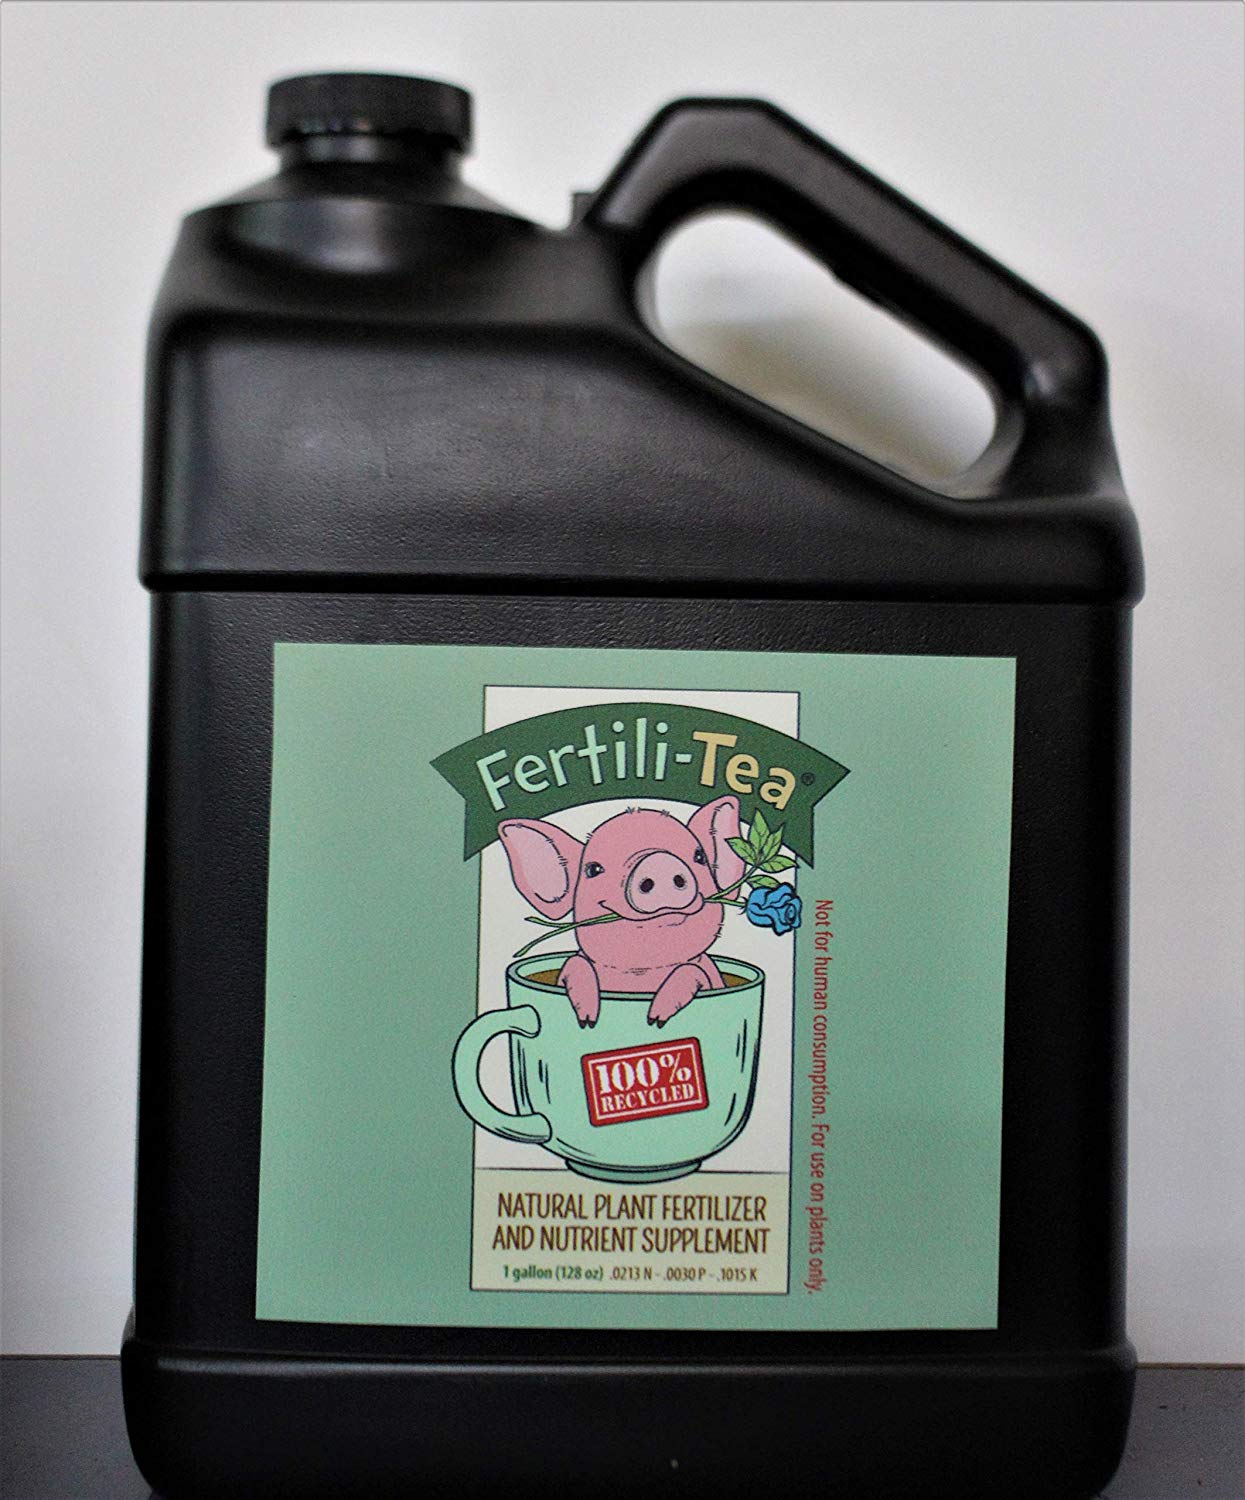 Fertili-Tea®
100%
RECYCLED
NATURAL PLANT FERTILIZER
AND NUTRIENT SUPPLEMENT
1 gallon (128 oz) .0213 N - .0030 P - .1015 K
Not for human consumption. For use on plants only.